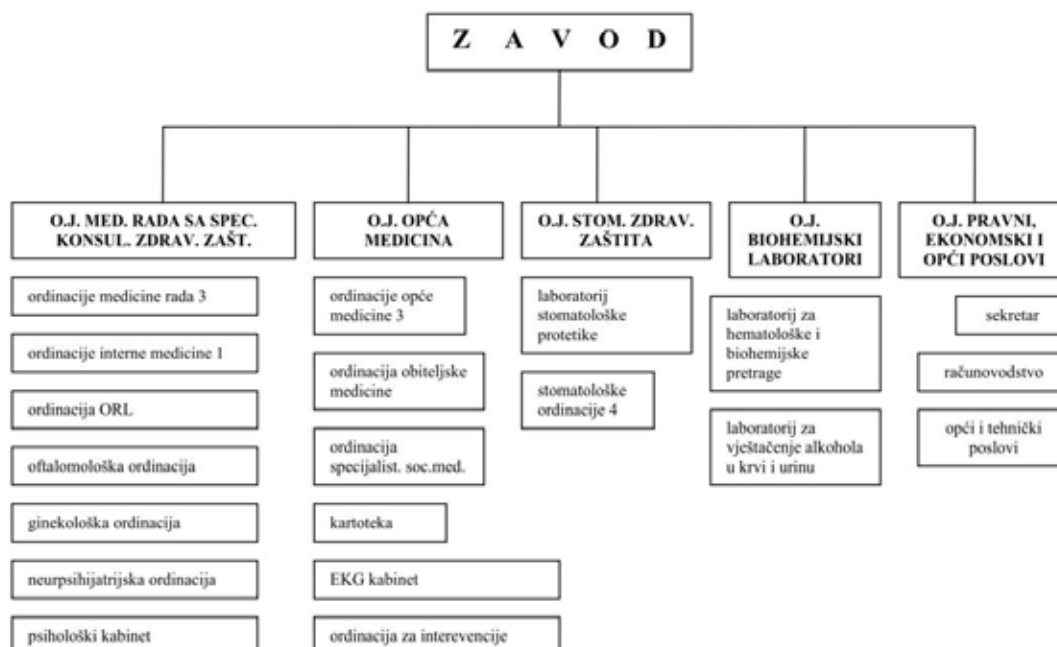 Z A V O D
O.J. MED. RADA SA SPEC.
KONSUL. ZDRAV. ZAŠT.
ordinacije medicine rada 3
ordinacije interne medicine 1
ordinacija ORL
oftalomološka ordinacija
ginekološka ordinacija
neurpsihijatrijska ordinacija
psihološki kabinet
O.J. OPĆA
MEDICINA
ordinacije opće
medicine 3
ordinacija obiteljske
medicine
ordinacija
specijalist. soc.med.
kartoteka
EKG kabinet
ordinacija za interevencije
O.J. STOM. ZDRAV.
ZAŠTITA
laboratorij
stomatološke
protetike
stomatološke
ordinacije 4
O.J.
BIOHEMIJSKI
LABORATORI
laboratorij za
hematološke i
biohemijske
pretrage
laboratorij za
vještačenje alkohola
u krvi i urinu
O.J. PRAVNI,
EKONOMSKI I
OPĆI POSLOVI
sekretar
računovodstvo
opći i tehnički
poslovi